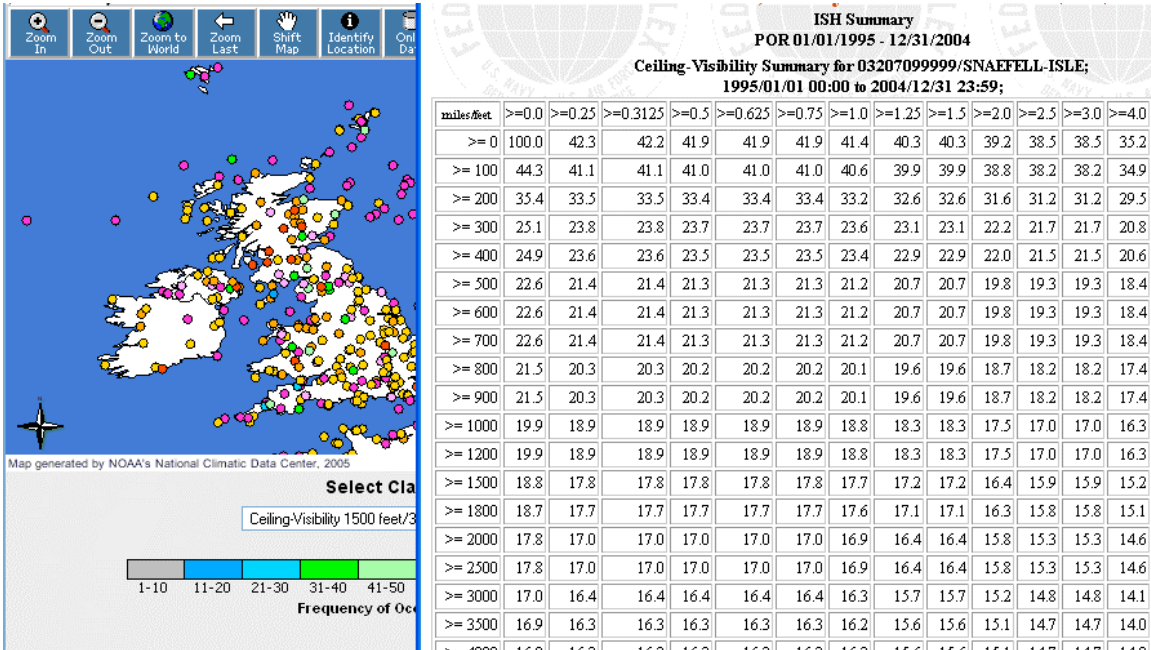 Zoom In
Zoom Out
Zoom to World
Zoom Last
Shift Map
Identify Location
Map generated by NOAA's National Climatic Data Center, 2005
Select Cla
Ceiling-Visibility 1500 feet/3
1-10 11-20 21-30 31-40 41-50
Frequency of Occ
ISH Summary
POR 01/01/1995 - 12/31/2004
Ceiling-Visibility Summary for 03207099999/SNAEFELL-ISLE;
1995/01/01 00:00 to 2004/12/31 23:59;
miles/feet >=0.0 >=0.25 >=0.3125 >=0.5 >=0.625 >=0.75 >=1.0 >=1.25 >=1.5 >=2.0 >=2.5 >=3.0 >=4.0
>= 0 100.0 42.3 42.2 41.9 41.9 41.9 41.4 40.3 40.3 39.2 38.5 38.5 35.2
>= 100 44.3 41.1 41.1 41.0 41.0 41.0 40.6 39.9 39.9 38.8 38.2 38.2 34.9
>= 200 35.4 33.5 33.5 33.4 33.4 33.4 33.2 32.6 32.6 31.6 31.2 31.2 29.5
>= 300 25.1 23.8 23.8 23.7 23.7 23.7 23.6 23.1 23.1 22.2 21.7 21.7 20.8
>= 400 24.9 23.6 23.6 23.5 23.5 23.5 23.4 22.9 22.9 22.0 21.5 21.5 20.6
>= 500 22.6 21.4 21.4 21.3 21.3 21.3 21.2 20.7 20.7 19.8 19.3 19.3 18.4
>= 600 22.6 21.4 21.4 21.3 21.3 21.3 21.2 20.7 20.7 19.8 19.3 19.3 18.4
>= 700 22.6 21.4 21.4 21.3 21.3 21.3 21.2 20.7 20.7 19.8 19.3 19.3 18.4
>= 800 21.5 20.3 20.3 20.2 20.2 20.2 20.1 19.6 19.6 18.7 18.2 18.2 17.4
>= 900 21.5 20.3 20.3 20.2 20.2 20.2 20.1 19.6 19.6 18.7 18.2 18.2 17.4
>= 1000 19.9 18.9 18.9 18.9 18.9 18.9 18.8 18.3 18.3 17.5 17.0 17.0 16.3
>= 1200 19.9 18.9 18.9 18.9 18.9 18.9 18.8 18.3 18.3 17.5 17.0 17.0 16.3
>= 1500 18.8 17.8 17.8 17.8 17.8 17.8 17.7 17.2 17.2 16.4 15.9 15.9 15.2
>= 1800 18.7 17.7 17.7 17.7 17.7 17.7 17.6 17.1 17.1 16.3 15.8 15.8 15.1
>= 2000 17.8 17.0 17.0 17.0 17.0 17.0 16.9 16.4 16.4 15.8 15.3 15.3 14.6
>= 2500 17.8 17.0 17.0 17.0 17.0 17.0 16.9 16.4 16.4 15.8 15.3 15.3 14.6
>= 3000 17.0 16.4 16.4 16.4 16.4 16.4 16.3 15.7 15.7 15.2 14.8 14.8 14.1
>= 3500 16.9 16.3 16.3 16.3 16.3 16.3 16.2 15.6 15.6 15.1 14.7 14.7 14.0